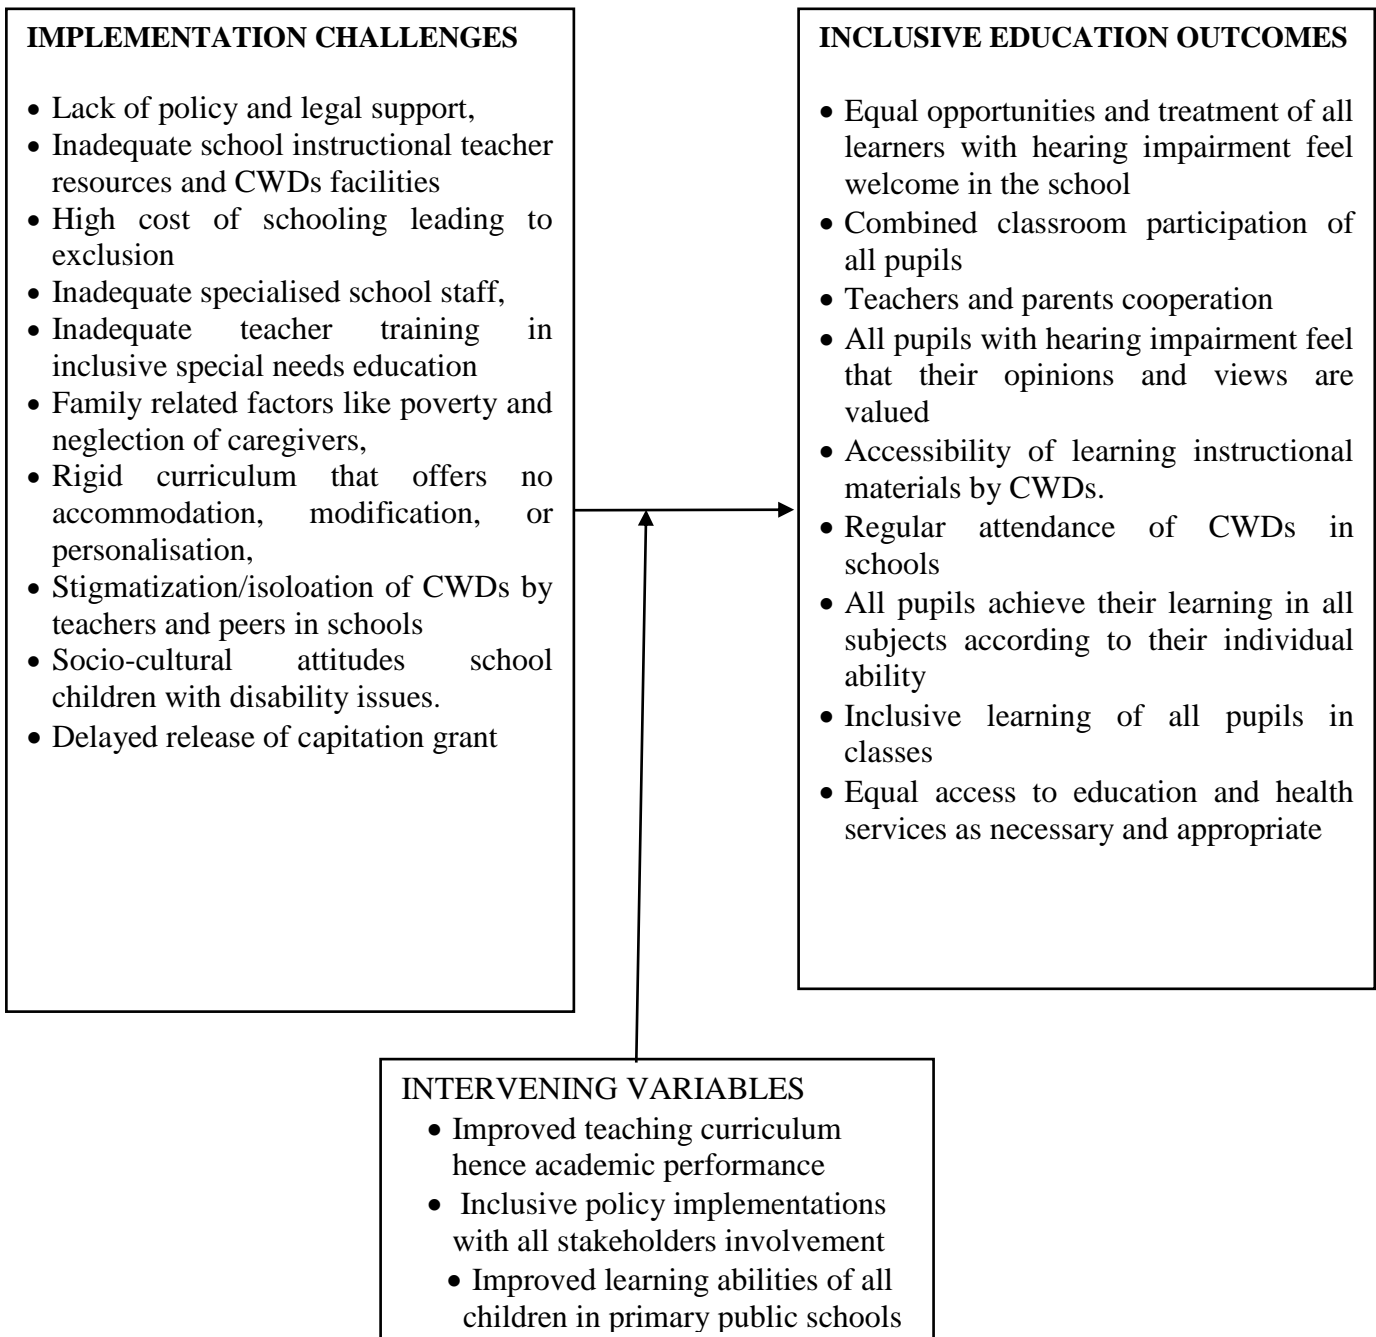 IMPLEMENTATION CHALLENGES
• Lack of policy and legal support,
• Inadequate school instructional teacher
resources and CWDs facilities
• High cost of schooling leading to
exclusion
• Inadequate specialised school staff,
• Inadequate teacher training in
inclusive special needs education
• Family related factors like poverty and
neglection of caregivers,
• Rigid curriculum that offers no
accommodation, modification, or
personalisation,
• Stigmatization/isoloation of CWDs by
teachers and peers in schools
• Socio-cultural attitudes school
children with disability issues.
• Delayed release of capitation grant
INCLUSIVE EDUCATION OUTCOMES
• Equal opportunities and treatment of all
learners with hearing impairment feel
welcome in the school
• Combined classroom participation of
all pupils
• Teachers and parents cooperation
• All pupils with hearing impairment feel
that their opinions and views are
valued
• Accessibility of learning instructional
materials by CWDs.
• Regular attendance of CWDs in
schools
• All pupils achieve their learning in all
subjects according to their individual
ability
• Inclusive learning of all pupils in
classes
• Equal access to education and health
services as necessary and appropriate
INTERVENING VARIABLES
• Improved teaching curriculum
hence academic performance
• Inclusive policy implementations
with all stakeholders involvement
• Improved learning abilities of all
children in primary public schools